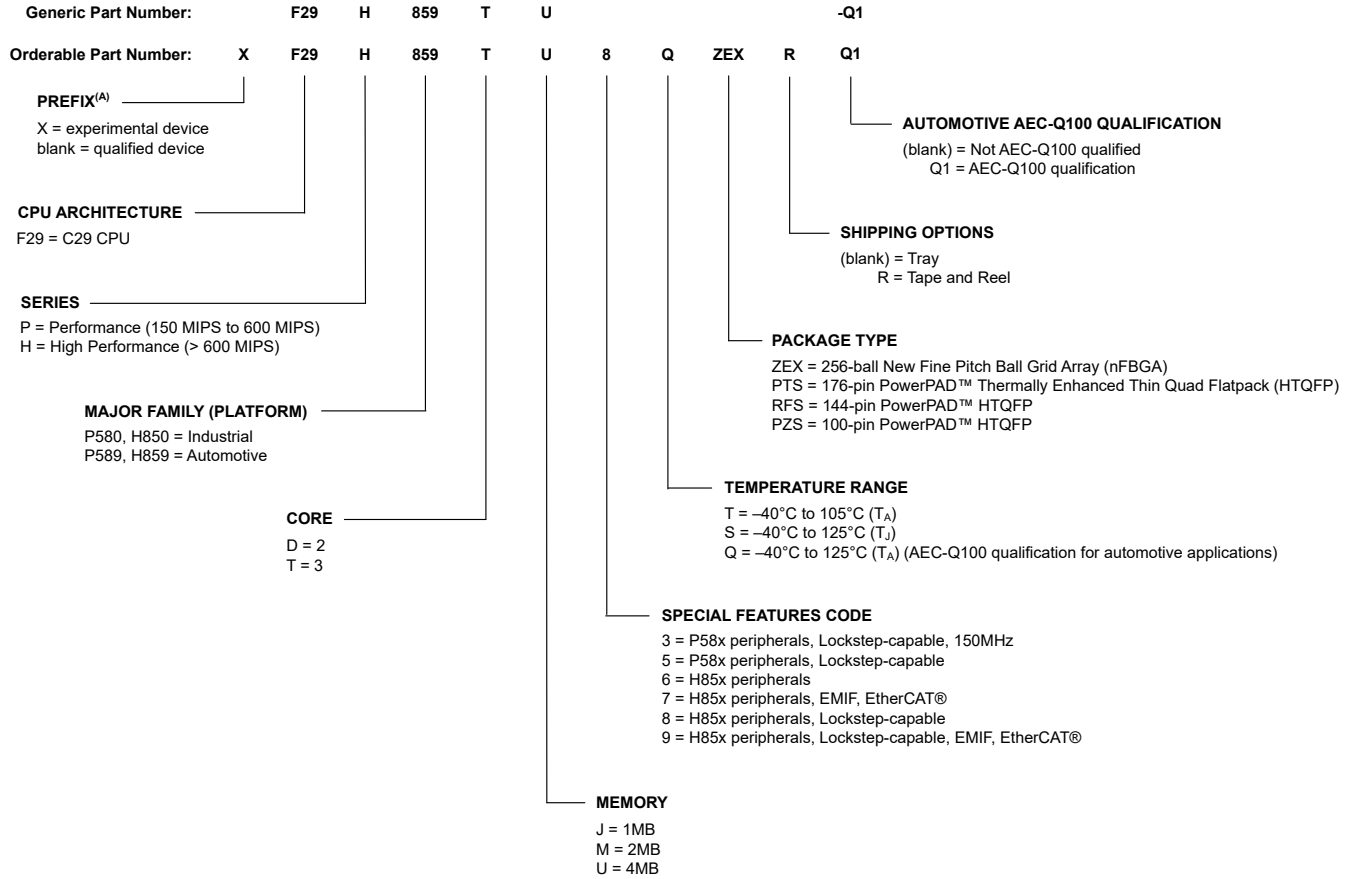 Generic Part Number: F29 H 859 T U -Q1
Orderable Part Number: X F29 H 859 T U 8 Q ZEX R Q1
PREFIX(A)
X = experimental device
blank = qualified device
AUTOMOTIVE AEC-Q100 QUALIFICATION
(blank) = Not AEC-Q100 qualified
Q1 = AEC-Q100 qualification
CPU ARCHITECTURE
F29 = C29 CPU
SHIPPING OPTIONS
(blank) = Tray
R = Tape and Reel
SERIES
P = Performance (150 MIPS to 600 MIPS)
H = High Performance (> 600 MIPS)
PACKAGE TYPE
ZEX = 256-ball New Fine Pitch Ball Grid Array (nFBGA)
PTS = 176-pin PowerPAD™ Thermally Enhanced Thin Quad Flatpack (HTQFP)
RFS = 144-pin PowerPAD™ HTQFP
PZS = 100-pin PowerPAD™ HTQFP
MAJOR FAMILY (PLATFORM)
P580, H850 = Industrial
P589, H859 = Automotive
TEMPERATURE RANGE
T = –40°C to 105°C (TA)
S = –40°C to 125°C (TJ)
Q = –40°C to 125°C (TA) (AEC-Q100 qualification for automotive applications)
CORE
D = 2
T = 3
SPECIAL FEATURES CODE
3 = P58x peripherals, Lockstep-capable, 150MHz
5 = P58x peripherals, Lockstep-capable
6 = H85x peripherals
7 = H85x peripherals, EMIF, EtherCAT®
8 = H85x peripherals, Lockstep-capable
9 = H85x peripherals, Lockstep-capable, EMIF, EtherCAT®
MEMORY
J = 1MB
M = 2MB
U = 4MB